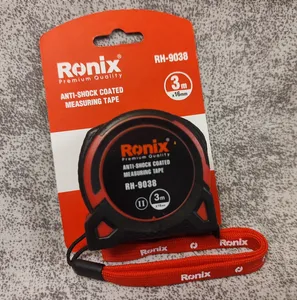 Ronix
Premium Quality
RH-9038
ANTI-SHOCK COATED
MEASURING TAPE
3m
x16mm
Ronix
Premium Quality
ANTI-SHOCK COATED
MEASURING TAPE
RH-9038
II
3m
Ronix
Ronix